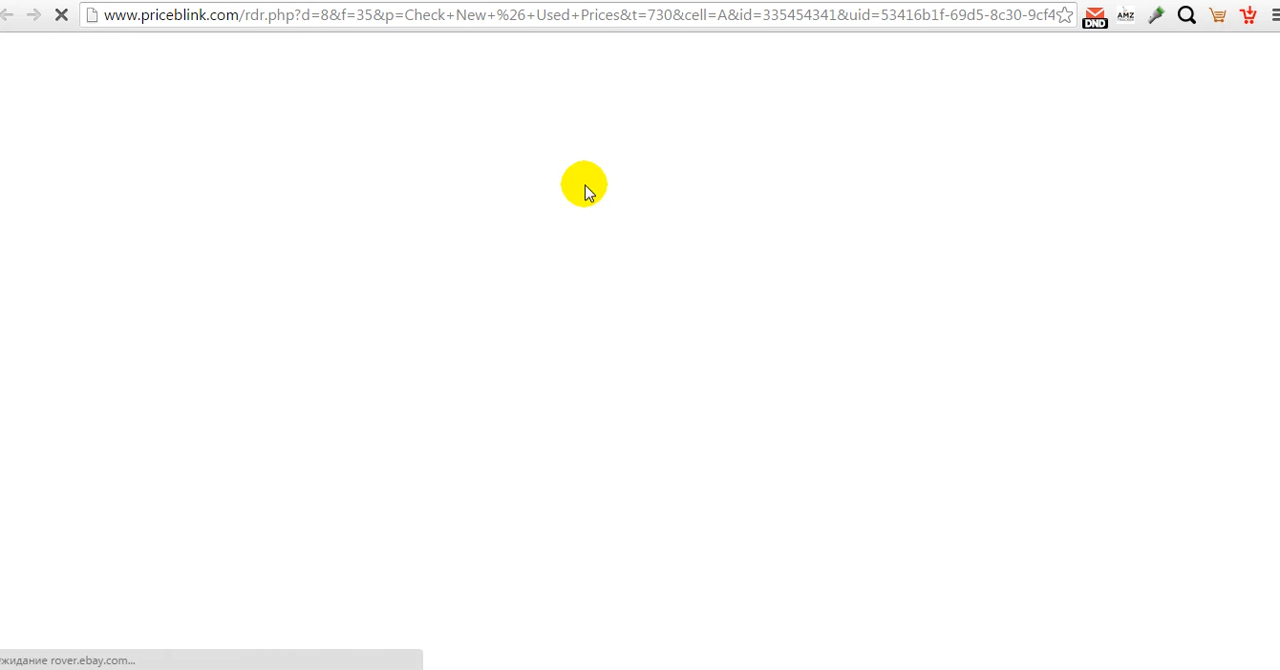 www.priceblink.com/rdr.php?d=8&f=35&p=Check+New+%26+Used+Prices&t=730&cell=A&id=335454341&uid=53416b1f-69d5-8c30-9cf4
DND
AMZ
жидание rover.ebay.com...